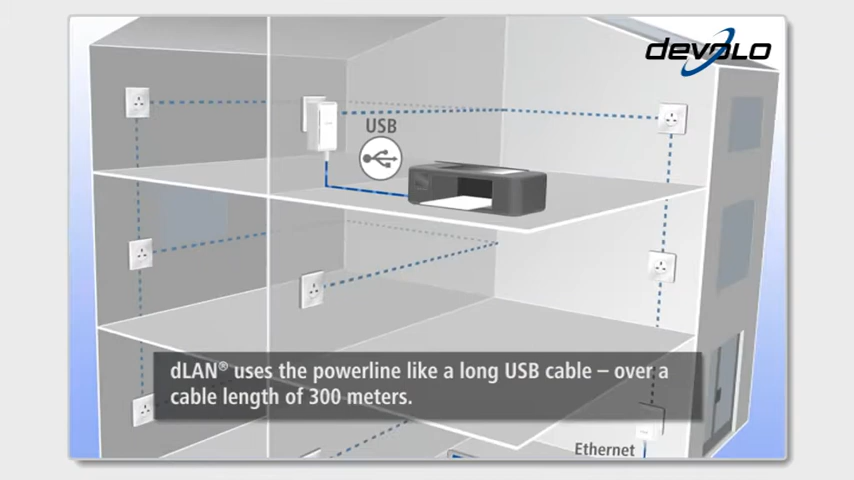 devolo
USB
dLAN® uses the powerline like a long USB cable – over a
cable length of 300 meters.
Ethernet